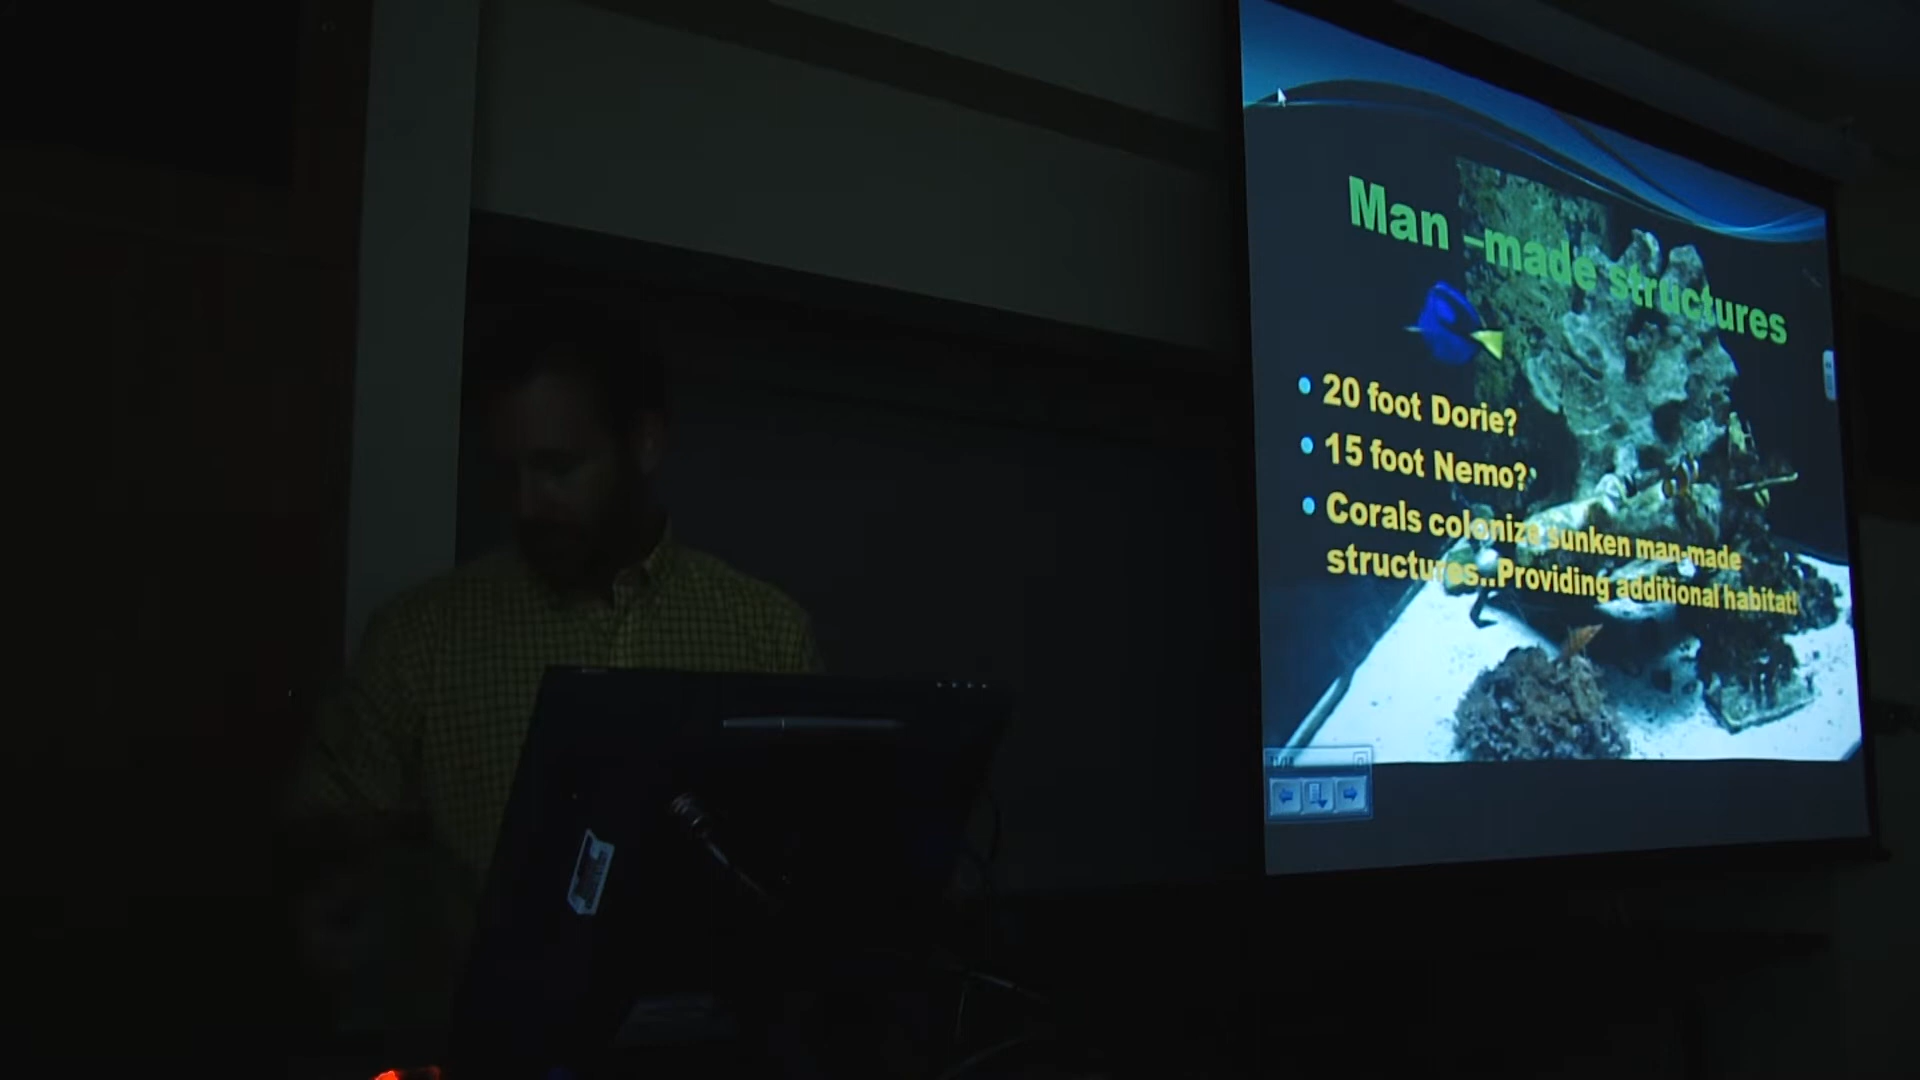 Man –made structures
• 20 foot Dorie?
• 15 foot Nemo?
• Corals colonize sunken man-made
structures..Providing additional habitat!